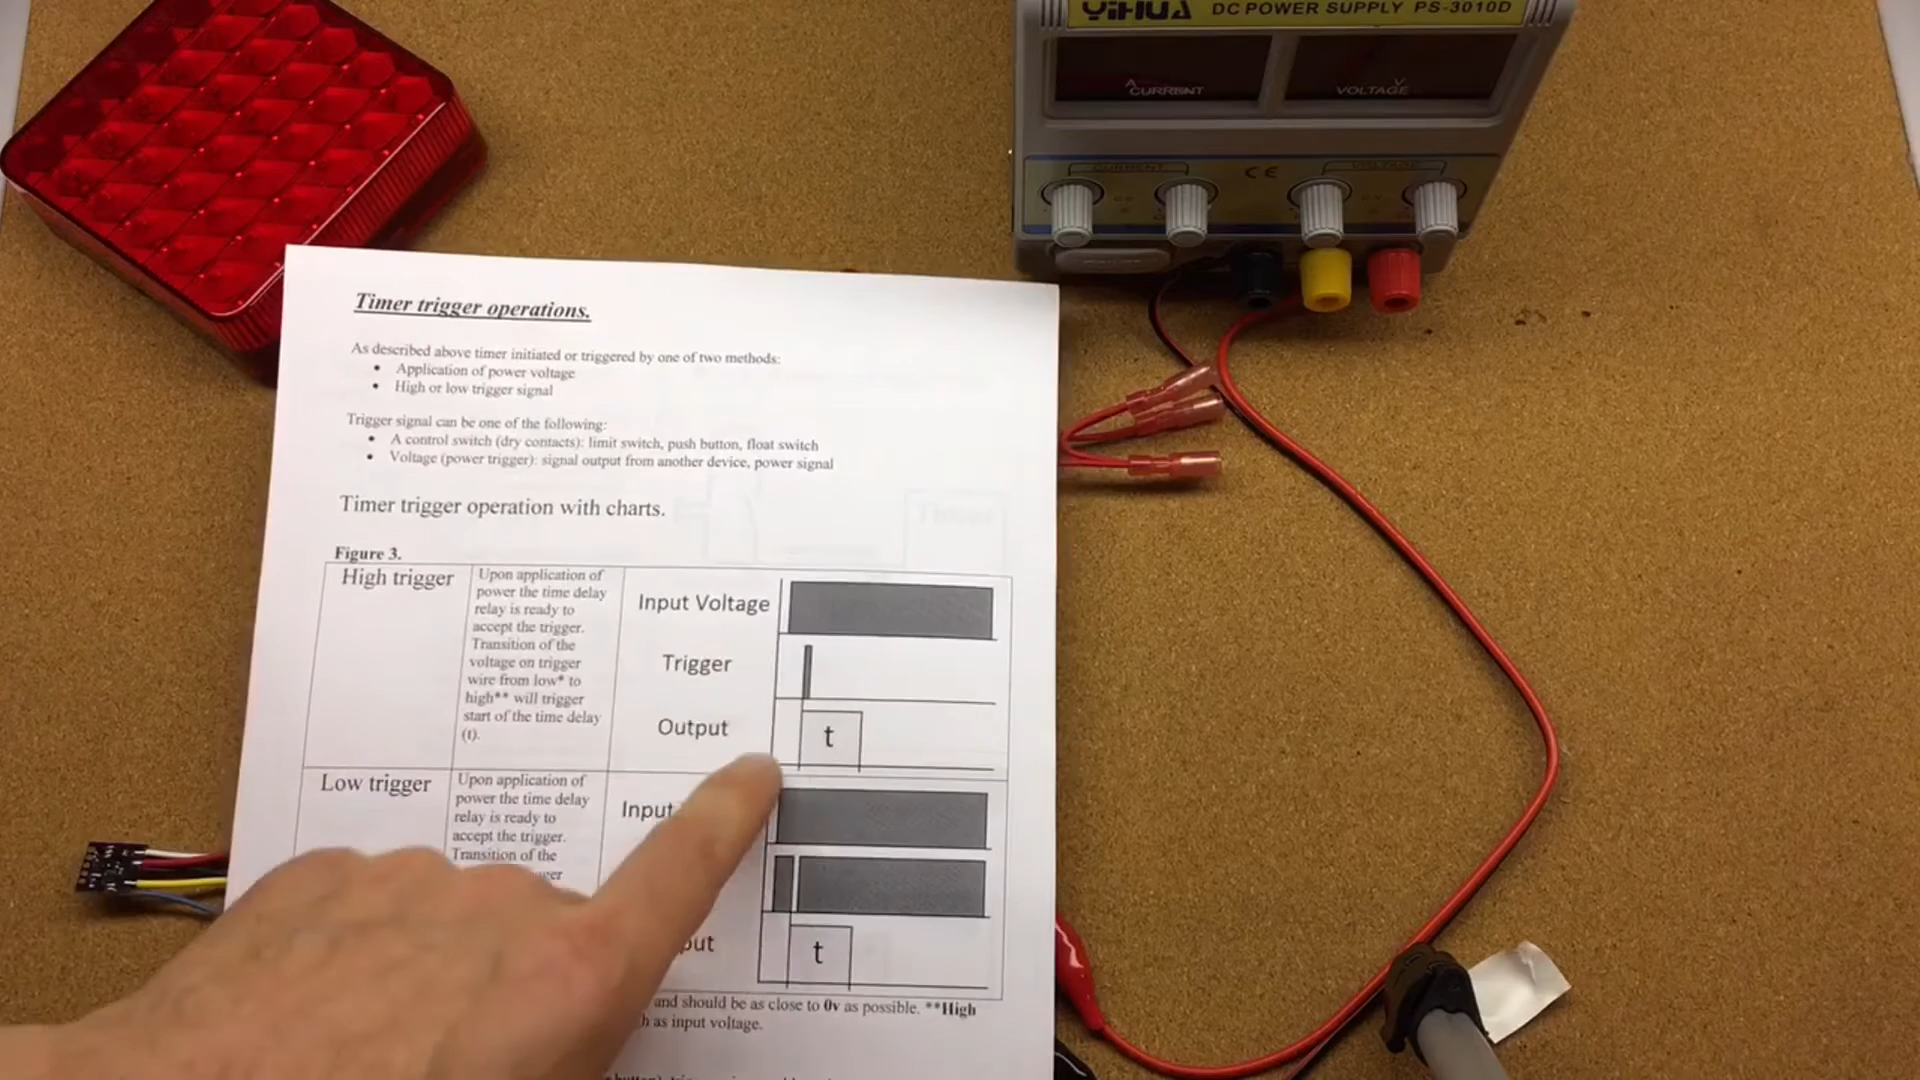 YIHUA DC POWER SUPPLY PS-3010D
A V
CURRENT VOLTAGE
CURRENT VOLTAGE
CE
Timer trigger operations.
As described above timer initiated or triggered by one of two methods:
• Application of power voltage
• High or low trigger signal
Trigger signal can be one of the following:
• A control switch (dry contacts): limit switch, push button, float switch
• Voltage (power trigger): signal output from another device, power signal
Timer trigger operation with charts.
Figure 3.
High trigger
Upon application of
power the time delay
relay is ready to
accept the trigger.
Transition of the
voltage on trigger
wire from low* to
high** will trigger
start of the time delay
(t).
Input Voltage
Trigger
Output
t
Low trigger
Upon application of
power the time delay
relay is ready to
accept the trigger.
Transition of the
Input
t
and should be as close to 0v as possible. **High
as input voltage.